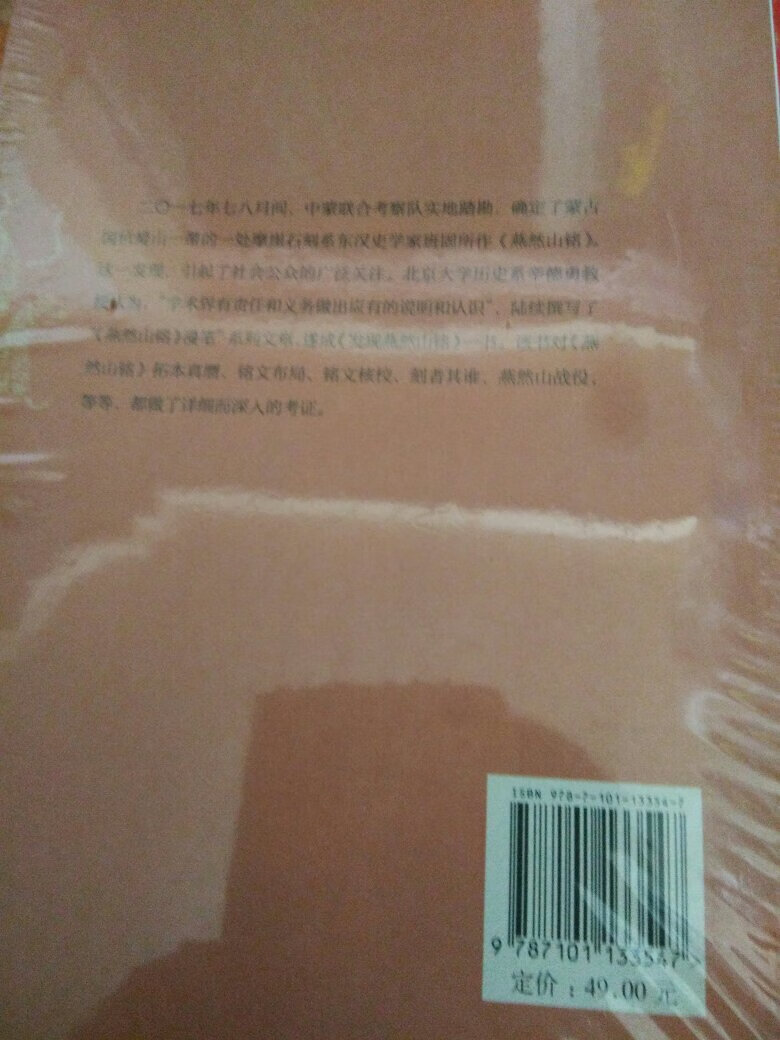 二〇一七年七八月间，中蒙联合考察队实地踏勘，确定了蒙古
国杭爱山一带的一处摩崖石刻系东汉史学家班固所作《燕然山铭》。
这一发现，引起了社会公众的广泛关注。北京大学历史系辛德勇教
授认为，“学术界有责任和义务做出应有的说明和认识”，陆续撰写了
“《燕然山铭》漫笔”系列文章，遂成《发现燕然山铭》一书。该书对《燕
然山铭》拓本真赝、铭文布局、铭文核校、刻者其谁、燕然山战役，
等等，都做了详细而深入的考证。
ISBN 978-7-101-13354-7
9 787101 133547 >
定价：49.00 元